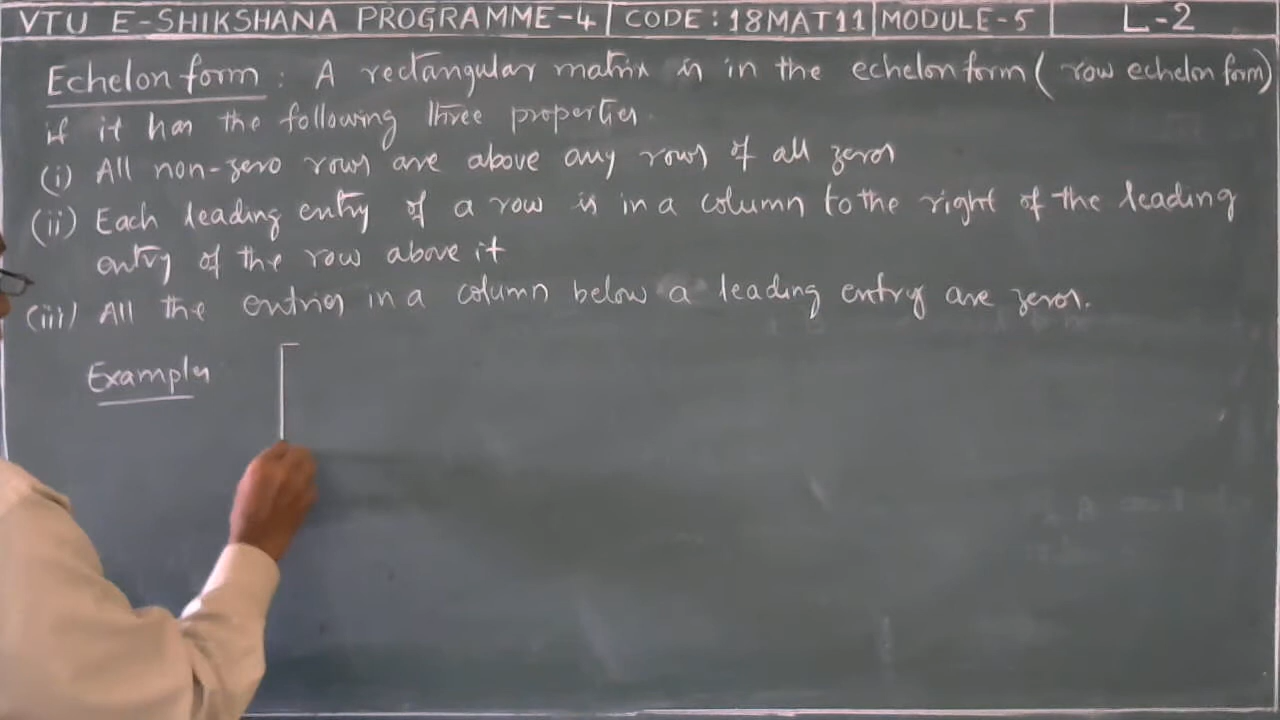 VTU E-SHIKSHANA PROGRAMME-4 CODE: 18MAT11 MODULE-5 L-2
Echelon form : A rectangular matrix is in the echelon form ( row echelon form)
if it has the following three properties.
(i) All non-zero rows are above any rows of all zeros
(ii) Each leading entry of a row is in a column to the right of the leading
entry of the row above it
(iii) All the entries in a column below a leading entry are zeros.
Examples